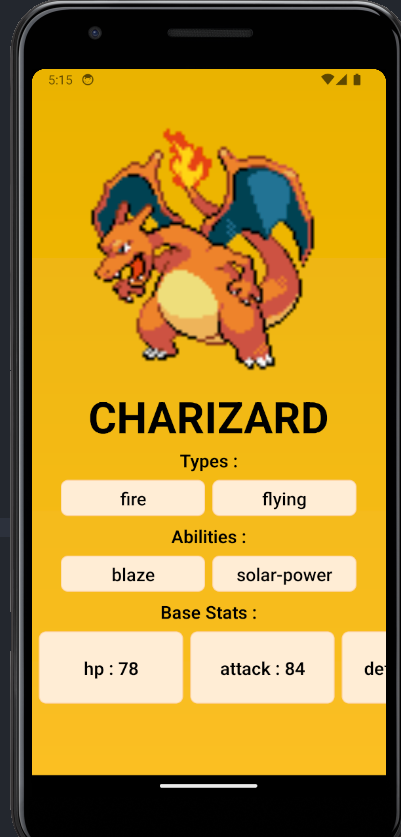 5:15
CHARIZARD
Types :
fire flying
Abilities :
blaze solar-power
Base Stats :
hp : 78 attack : 84